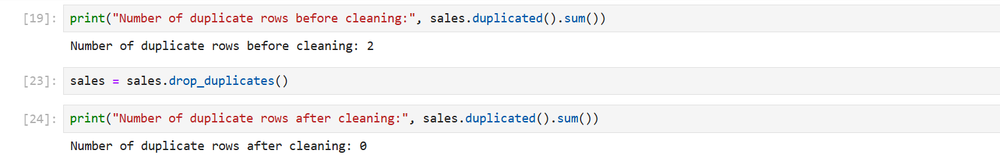 [19]: print("Number of duplicate rows before cleaning:", sales.duplicated().sum())
Number of duplicate rows before cleaning: 2
[23]: sales = sales.drop_duplicates()
[24]: print("Number of duplicate rows after cleaning:", sales.duplicated().sum())
Number of duplicate rows after cleaning: 0